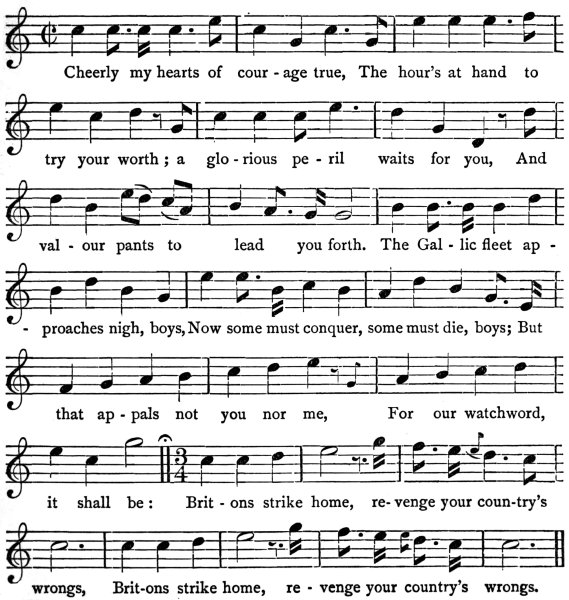 Cheerly my hearts of cour - age true, The hour's at hand to
try your worth ; a glo - rious pe - ril waits for you, And
val - our pants to lead you forth. The Gal - lic fleet ap -
- proaches nigh, boys, Now some must conquer, some must die, boys; But
that ap - pals not you nor me, For our watchword,
3
4
it shall be : Brit - ons strike home, re - venge your coun - try's
wrongs, Brit-ons strike home, re - venge your country's wrongs.